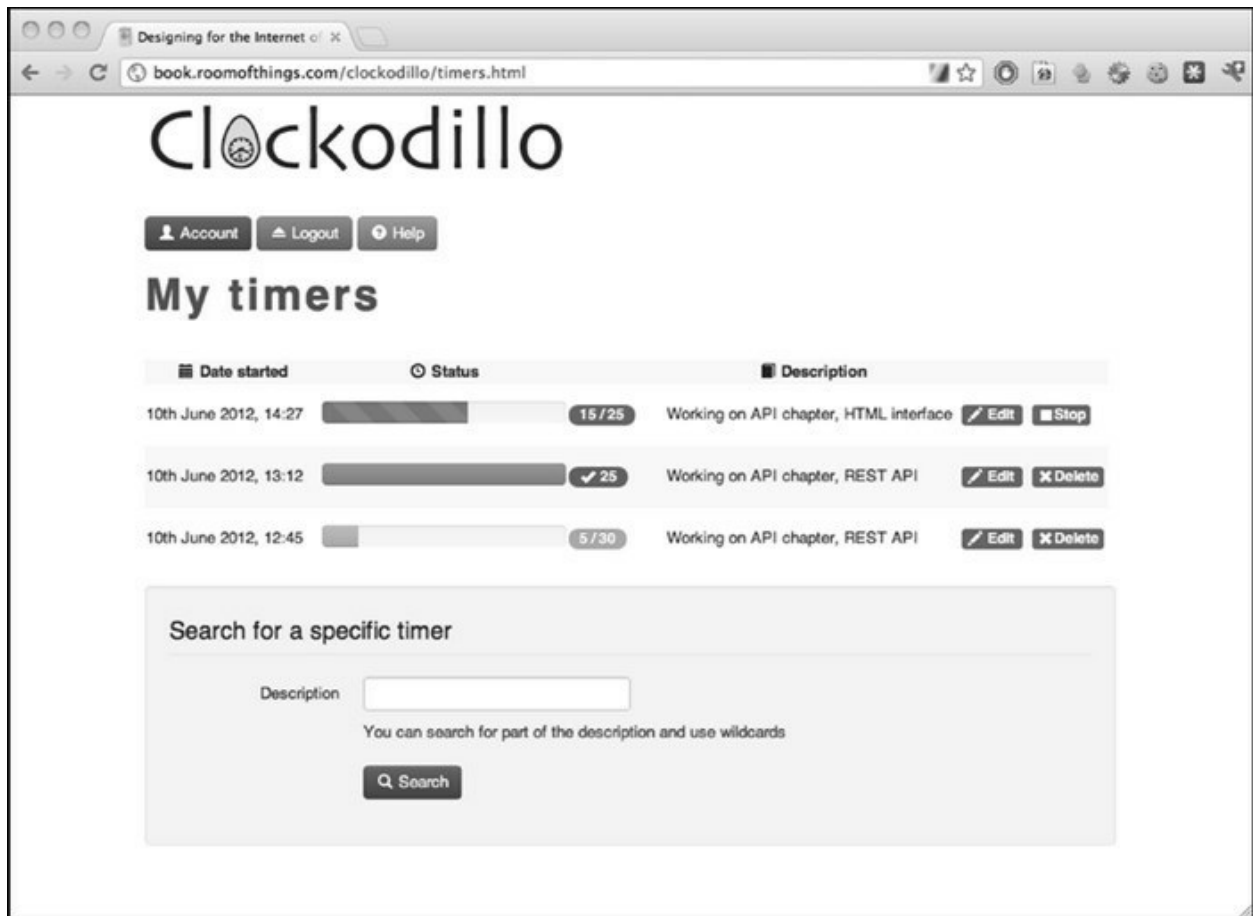 Designing for the Internet of
book.roomofthings.com/clockodillo/timers.html
Clockodillo
Account Logout Help
My timers
Date started Status Description
10th June 2012, 14:27 15/25 Working on API chapter, HTML interface Edit Stop
10th June 2012, 13:12 25 Working on API chapter, REST API Edit Delete
10th June 2012, 12:45 5/30 Working on API chapter, REST API Edit Delete
Search for a specific timer
Description
You can search for part of the description and use wildcards
Search